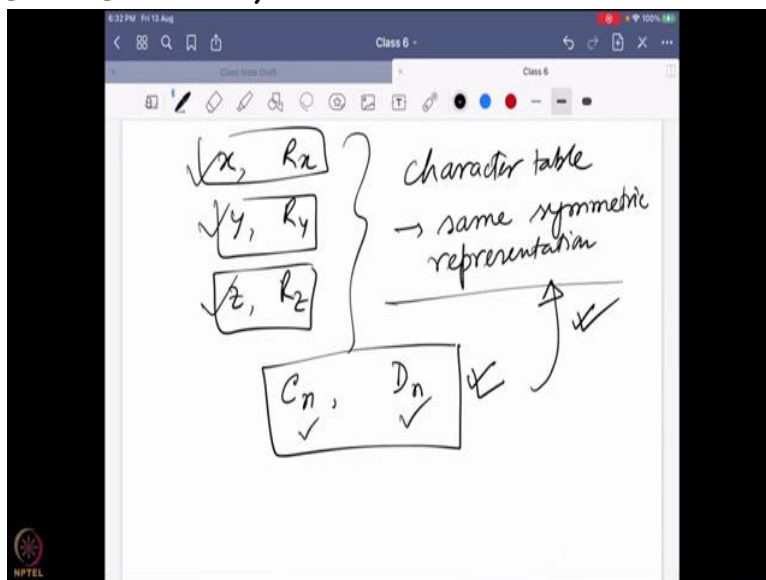 6:32 PM Fri 13 Aug
100%
Class 6
Class Note Draft
Class 6
x, Rx
y, Ry
z, Rz
character table
→ same symmetric
representation
Cn, Dn
NPTEL